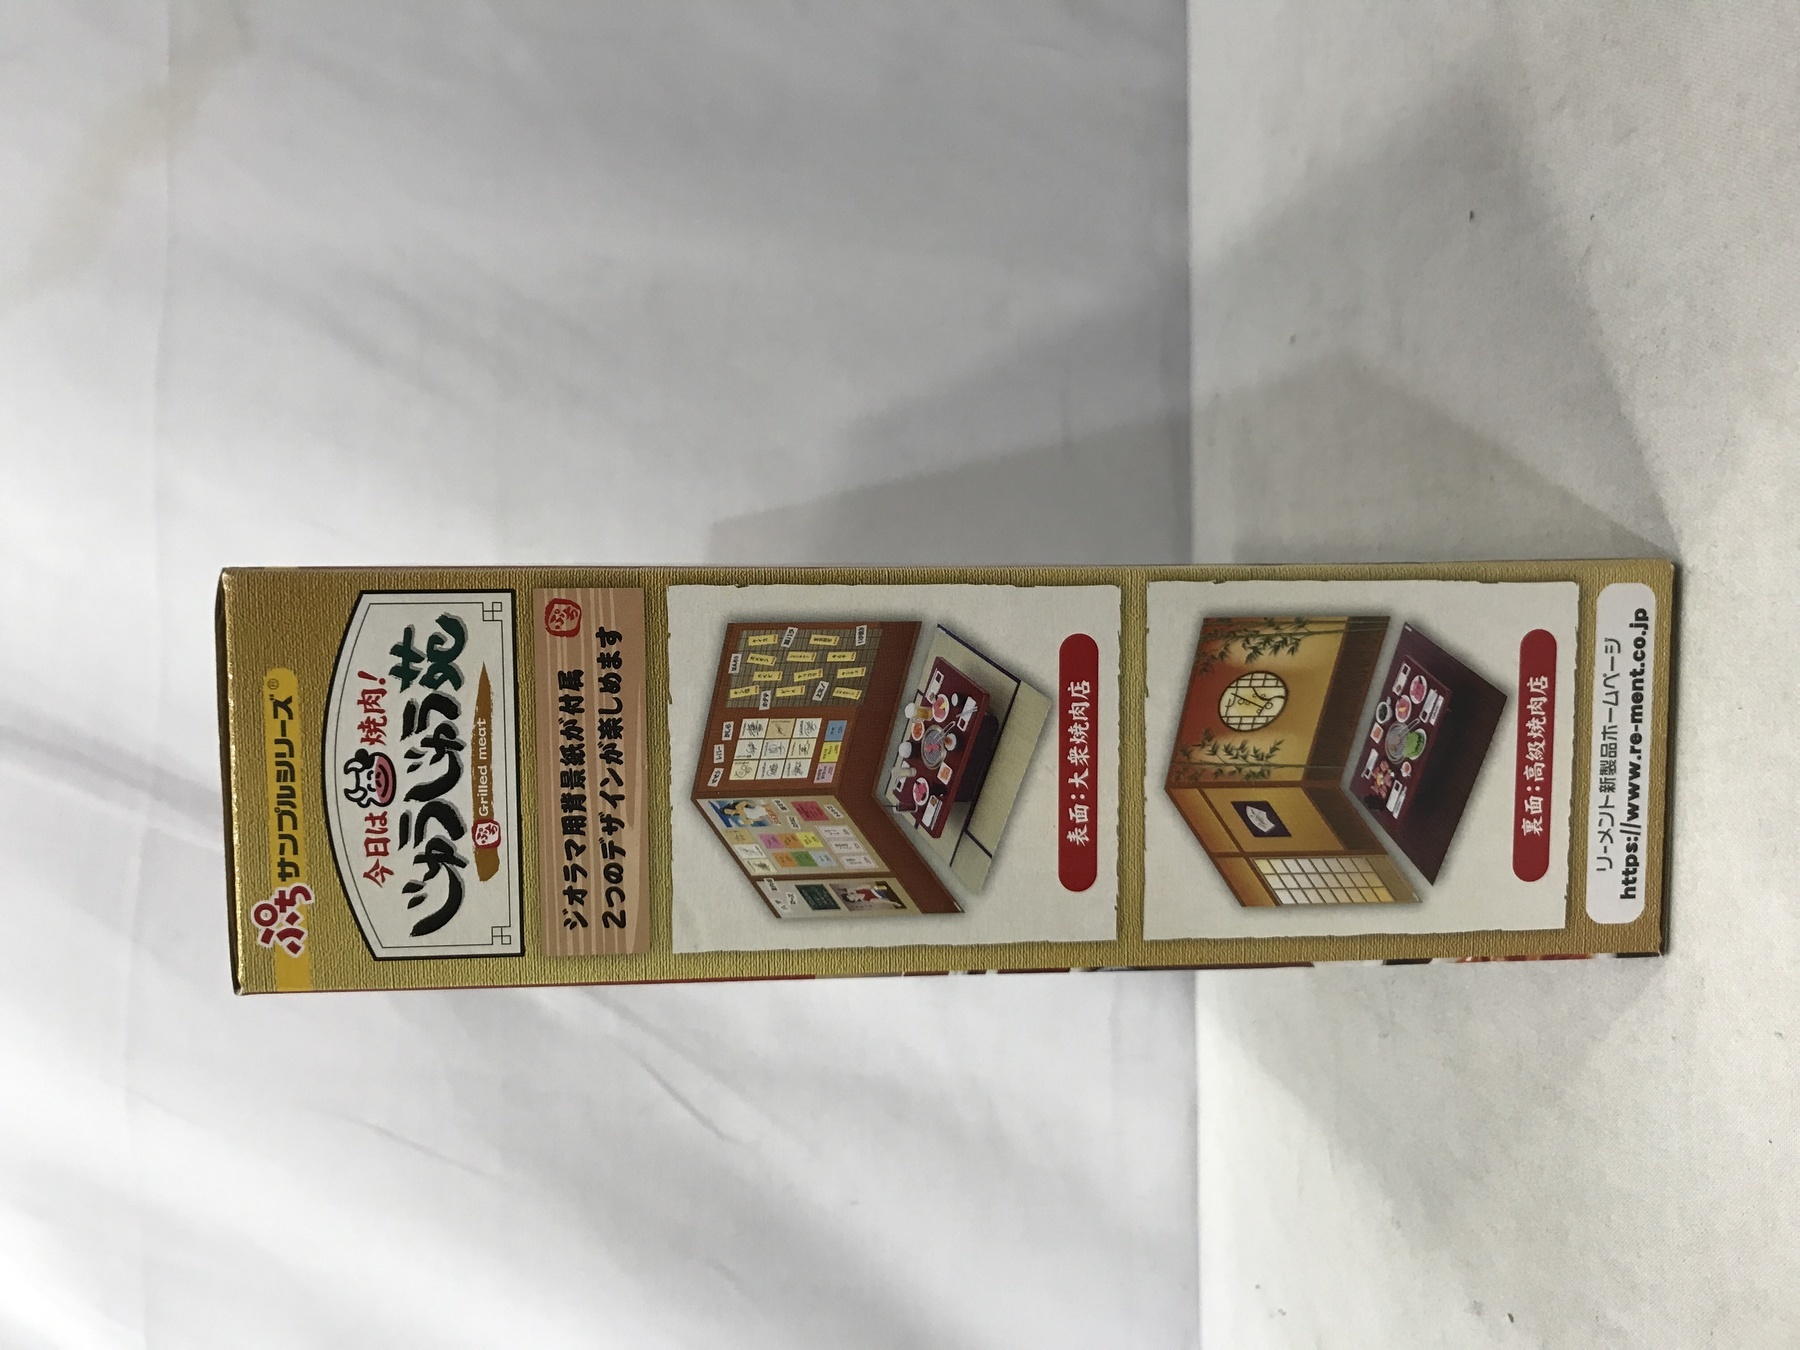 ぷちサンプルシリーズ®
今日は焼肉!
じゅうじゅう苑
ぷち Grilled meat
ぷち
ジオラマ用背景紙が付属
2つのデザインが楽しめます
表面:大衆焼肉店
裏面:高級焼肉店
リーメント新製品ホームページ
https://www.re-ment.co.jp